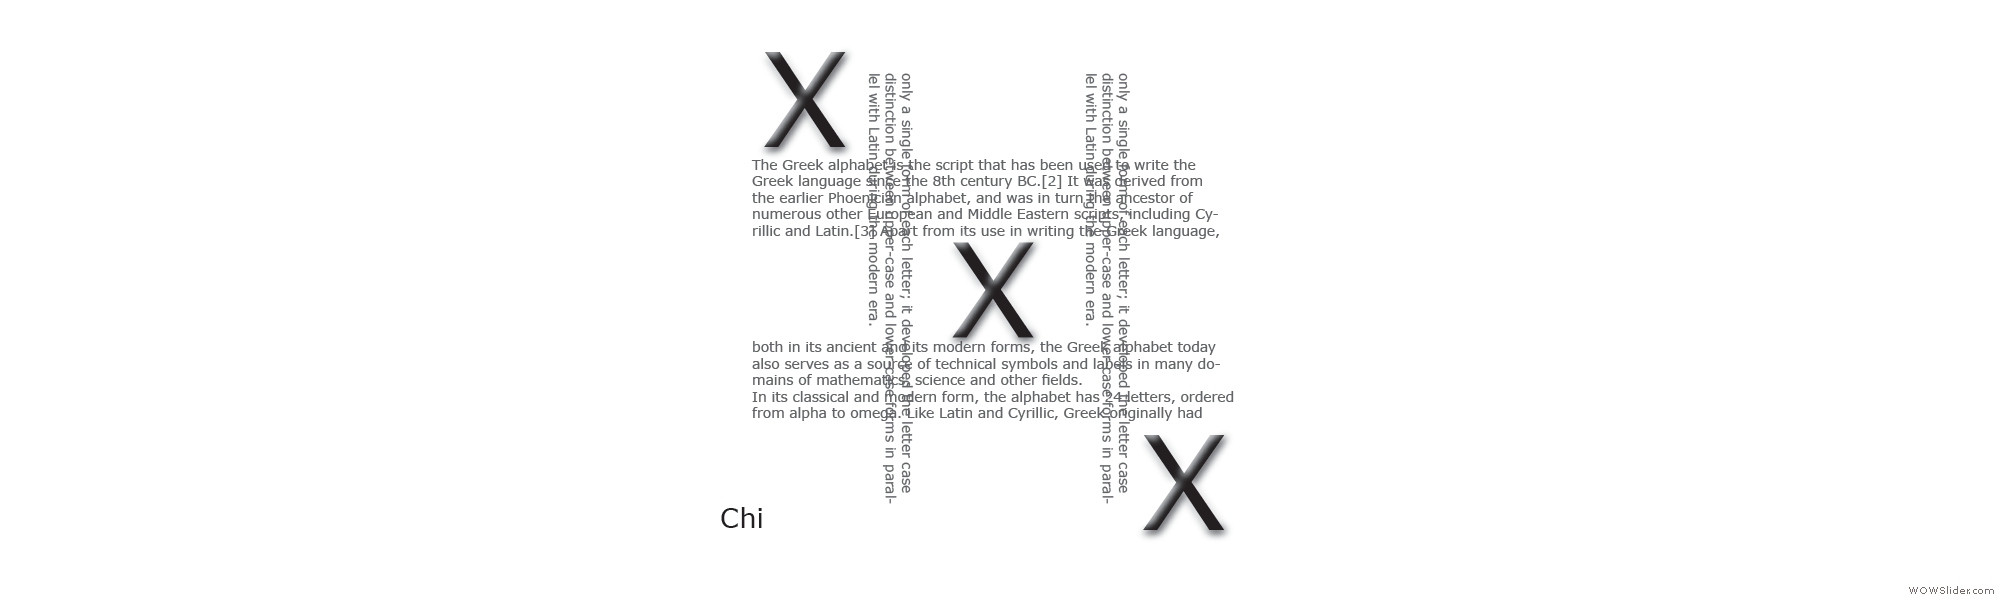 X
only a single form of each letter; it developed the letter case
distinction between upper-case and lower-case forms in paral-
lel with Latin during the modern era.
only a single form of each letter; it developed the letter case
distinction between upper-case and lower-case forms in paral-
lel with Latin during the modern era.
The Greek alphabet is the script that has been used to write the
Greek language since the 8th century BC.[2] It was derived from
the earlier Phoenician alphabet, and was in turn the ancestor of
numerous other European and Middle Eastern scripts, including Cy-
rillic and Latin.[3] Apart from its use in writing the Greek language,
X
both in its ancient and its modern forms, the Greek alphabet today
also serves as a source of technical symbols and labels in many do-
mains of mathematics, science and other fields.
In its classical and modern form, the alphabet has 24 letters, ordered
from alpha to omega. Like Latin and Cyrillic, Greek originally had
X
Chi
WOWSlider.com